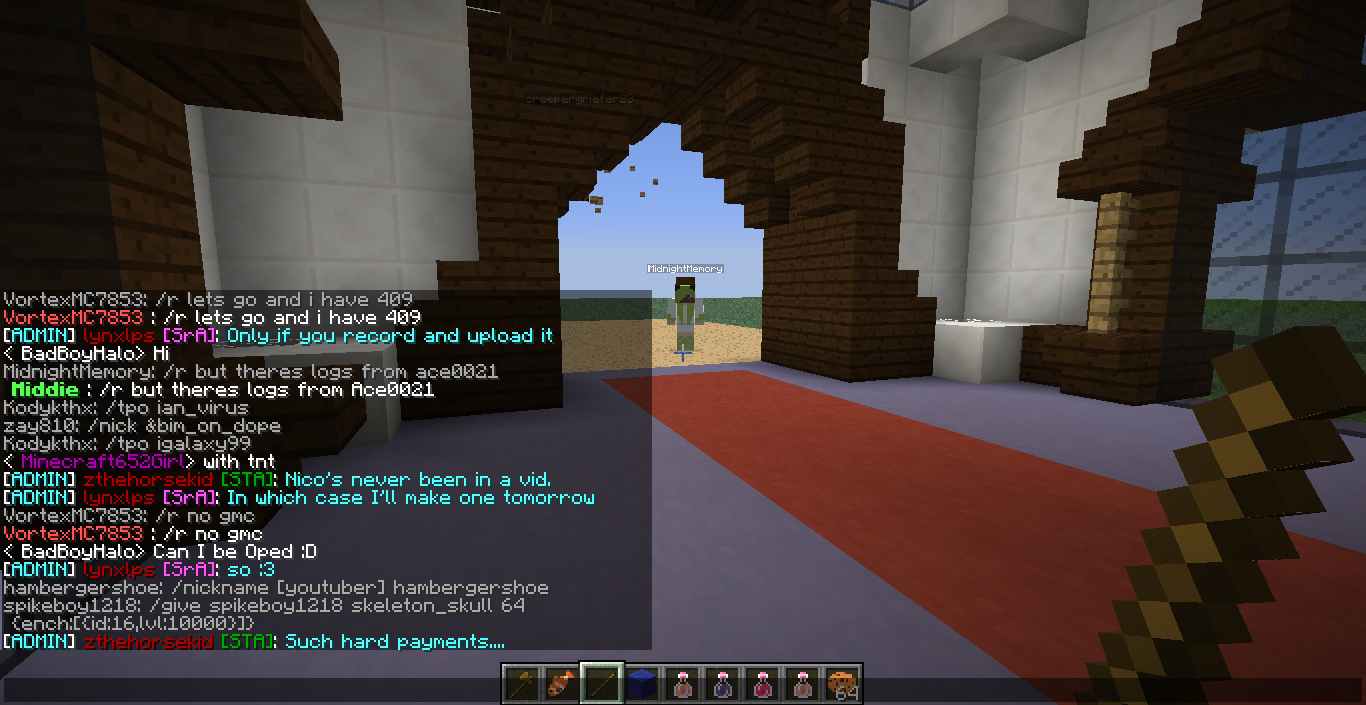 creepergriefer03
MidnightMemory
VortexMC7853: /r lets go and i have 409
VortexMC7853 : /r lets go and i have 409
[ADMIN] lynxlps [SrA]: Only if you record and upload it
< BadBoyHalo> Hi
MidnightMemory: /r but theres logs from ace0021
Middie : /r but theres logs from Ace0021
Kodykthx: /tpo ian_virus
zay810: /nick &bim_on_dope
Kodykthx: /tpo igalaxy99
< Minecraft652Girl> with tnt
[ADMIN] zthehorsekid [STA]: Nico's never been in a vid.
[ADMIN] lynxlps [SrA]: In which case I'll make one tomorrow
VortexMC7853: /r no gmc
VortexMC7853 : /r no gmc
< BadBoyHalo> Can I be Oped :D
[ADMIN] lynxlps [SrA]: so :3
hambergershoe: /nickname [youtuber] hambergershoe
spikeboy1218: /give spikeboy1218 skeleton_skull 64
{ench:[{id:16,lvl:10000}]}
[ADMIN] zthehorsekid [STA]: Such hard payments....
64